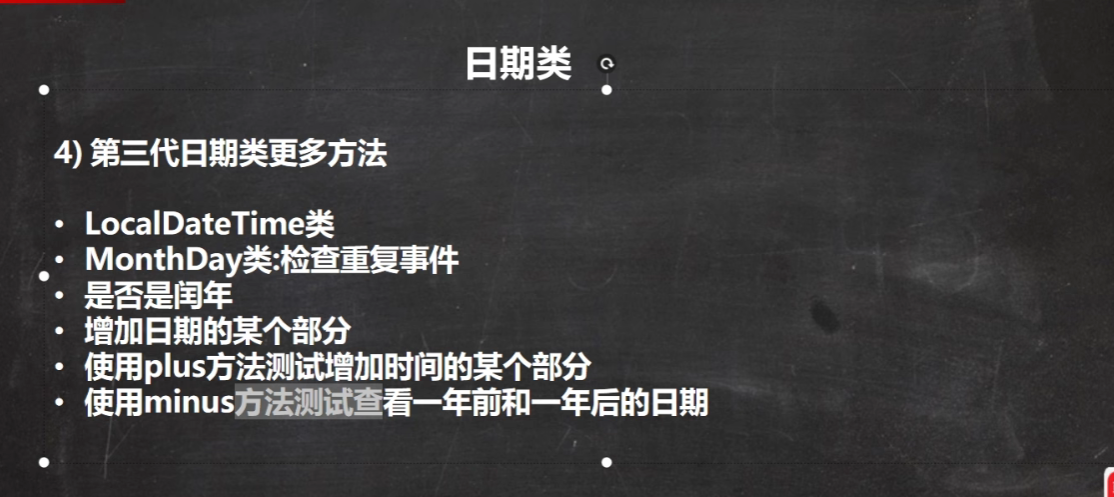 日期类
4) 第三代日期类更多方法
• LocalDateTime类
• MonthDay类:检查重复事件
• 是否是闰年
• 增加日期的某个部分
• 使用plus方法测试增加时间的某个部分
• 使用minus方法测试查看一年前和一年后的日期